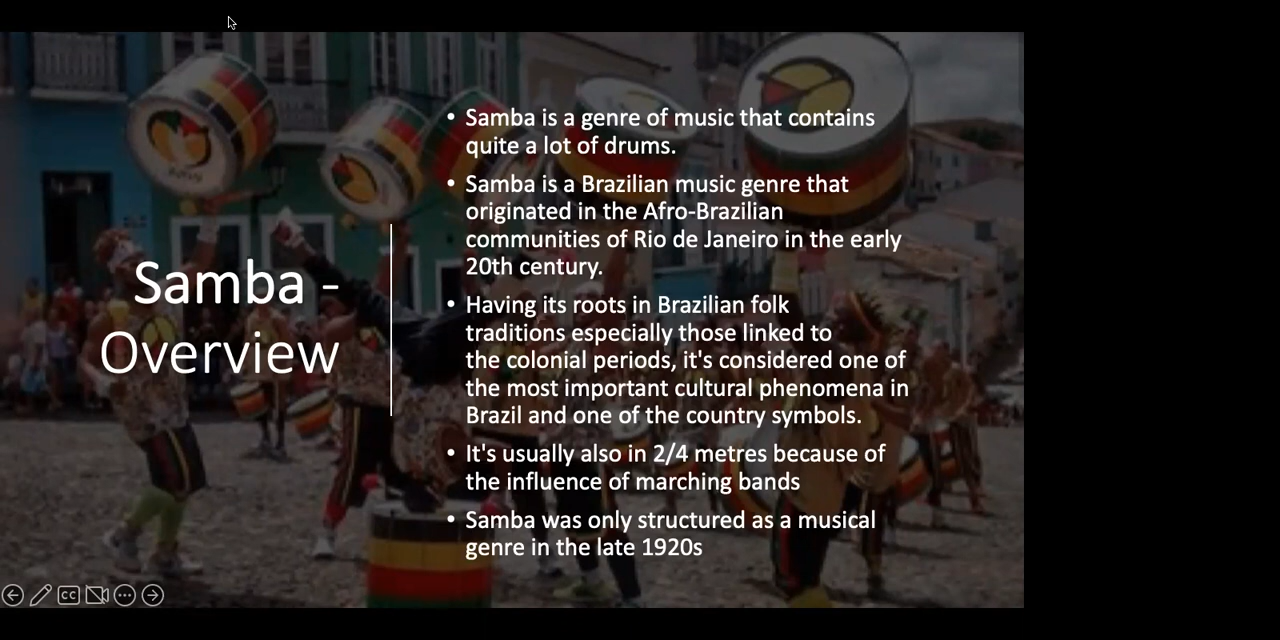 Samba -
Overview
• Samba is a genre of music that contains
quite a lot of drums.
• Samba is a Brazilian music genre that
originated in the Afro-Brazilian
communities of Rio de Janeiro in the early
20th century.
• Having its roots in Brazilian folk
traditions especially those linked to
the colonial periods, it's considered one of
the most important cultural phenomena in
Brazil and one of the country symbols.
• It's usually also in 2/4 metres because of
the influence of marching bands
• Samba was only structured as a musical
genre in the late 1920s
CC